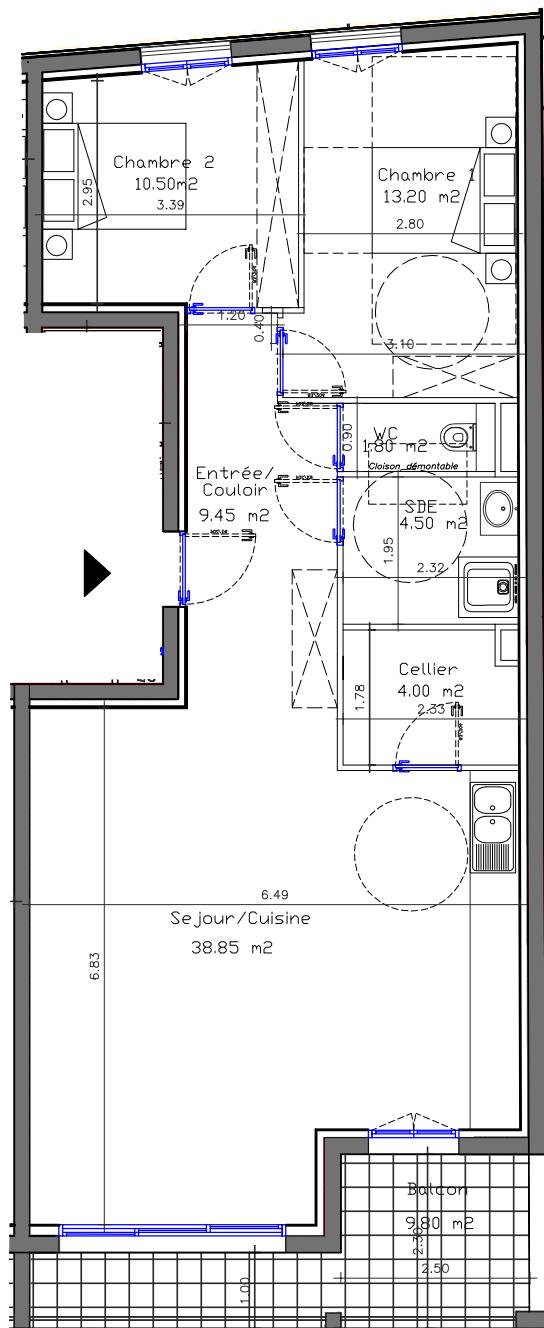 Chambre 2
10.50m2
2.95
3.39
Chambre 1
13.20 m2
2.80
1.20
0.40
3.10
WC
1.80 m2
0.90
Cloison démontable
Entrée/
Couloir
9.45 m2
SDE
4.50 m2
1.95
2.32
Cellier
4.00 m2
1.78
2.33
6.49
Sejour/Cuisine
38.85 m2
6.83
Balcon
9.80 m2
2.30
2.50
1.00